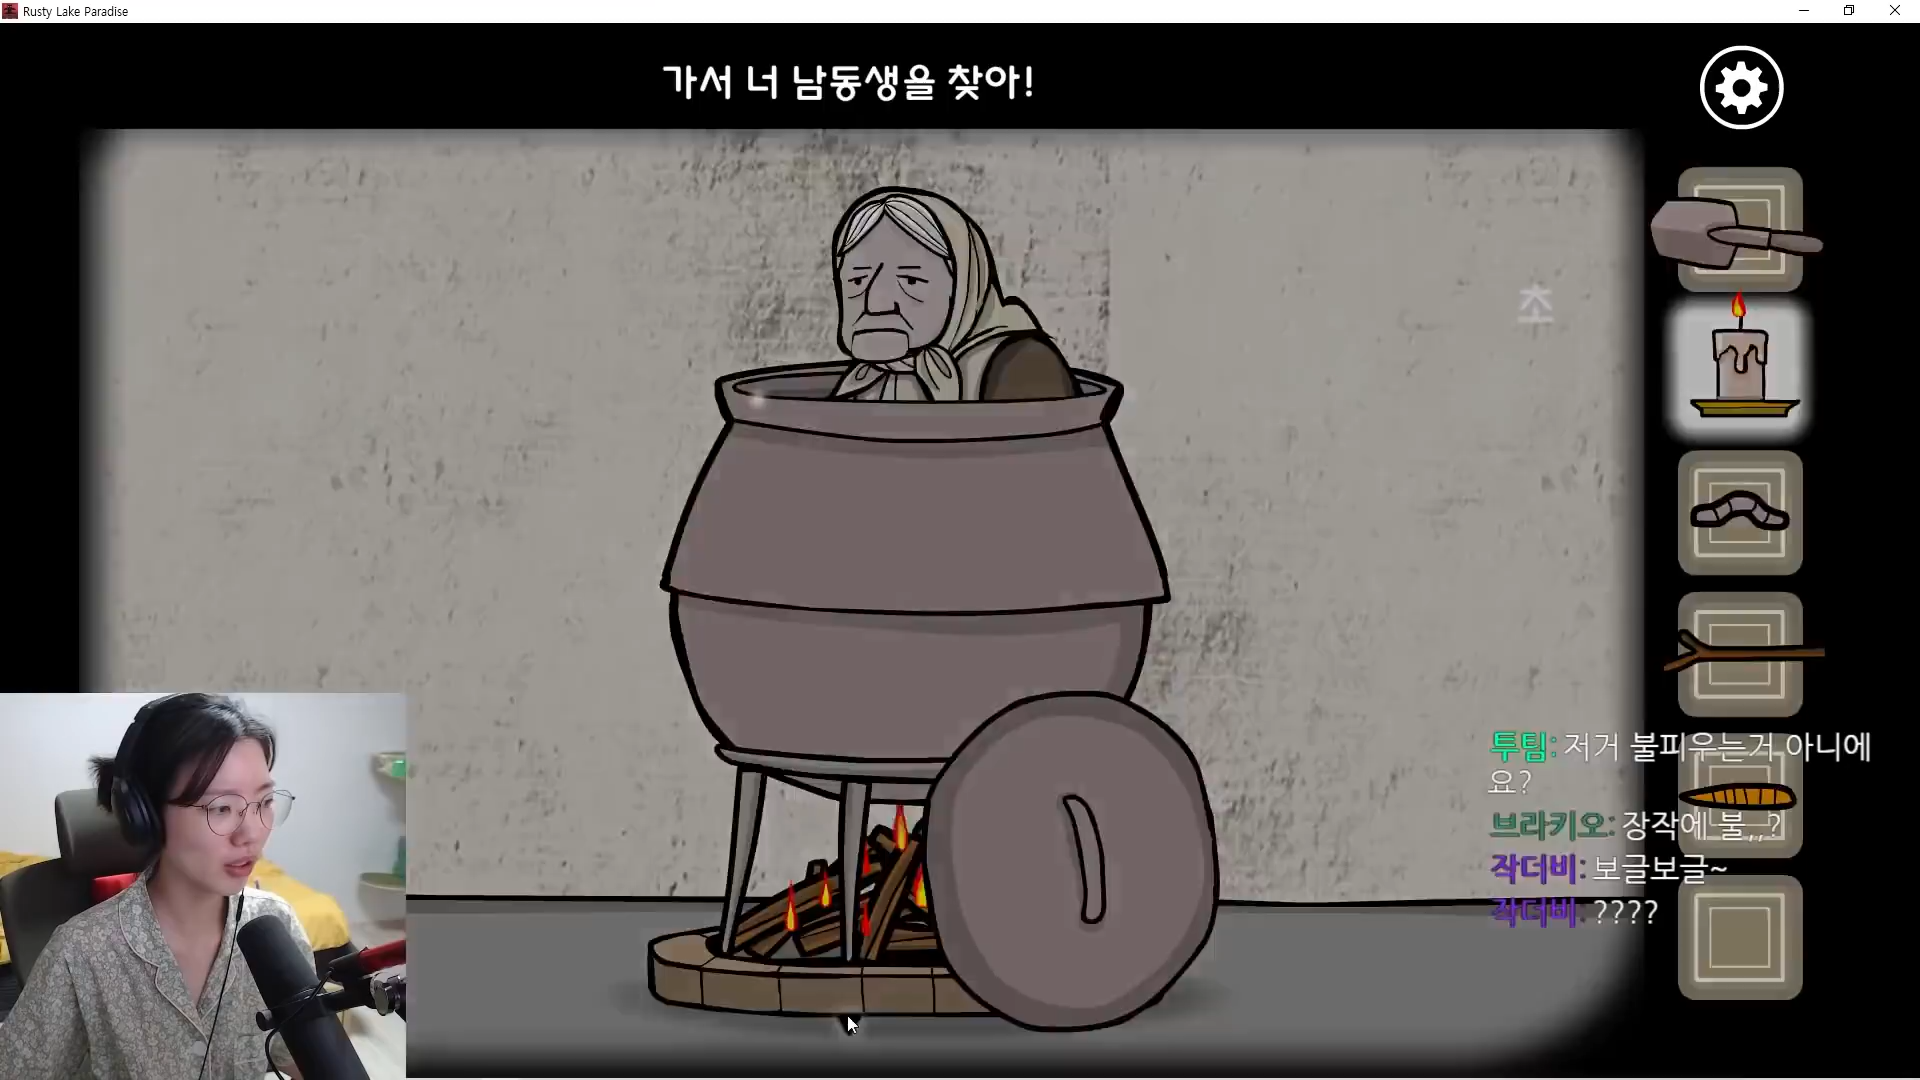 Rusty Lake Paradise
가서 너 남동생을 찾아!
조
투팀: 저거 불피우는거 아니에
요?
브라키오: 장작에 불,,?
작더비: 보글보글~
작더비: ????